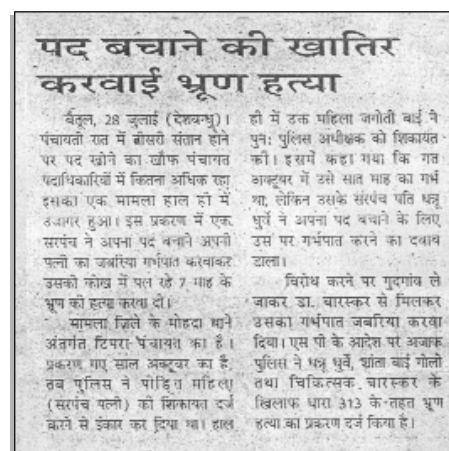 पद बचाने की खातिर
करवाई भ्रूण हत्या
बैतूल, 28 जुलाई (देशबन्धु)।
पंचायती राज में तीसरी संतान होने
पर पद खोने का खौफ पंचायत
पदाधिकारियों में कितना अधिक रहा
इसका एक मामला हाल ही में
उजागर हुआ। इस प्रकरण में एक
सरपंच ने अपना पद बचाने अपनी
पत्नी का जबरिया गर्भपात करवाकर
उसकी कोख में पल रहे 7 माह के
भ्रूण की हत्या करवा दी।
मामला जिले के मोहदा थाने
अंतर्गत टिमरा पंचायत का है।
प्रकरण गए साल अक्टूबर का है,
तब पुलिस ने पीड़ित महिला
(सरपंच पत्नी) की शिकायत दर्ज
करने से इंकार कर दिया था। हाल
ही में उक्त महिला जगोती बाई ने
पुन: पुलिस अधीक्षक को शिकायत
की। इसमें कहा गया कि गत
अक्टूबर में उसे सात माह का गर्भ
था, लेकिन उसके सरपंच पति धन्नू
धुर्वे ने अपना पद बचाने के लिए
उस पर गर्भपात करने का दबाव
डाला।
विरोध करने पर गुदगांव ले
जाकर डा. बारस्कर से मिलकर
उसका गर्भपात जबरिया करवा
दिया। एस पी के आदेश पर अजाक
पुलिस ने धन्नू धुर्वे, शांता बाई गोली
तथा चिकित्सक बारस्कर के
खिलाफ धारा 313 के तहत भ्रूण
हत्या का प्रकरण दर्ज किया है।